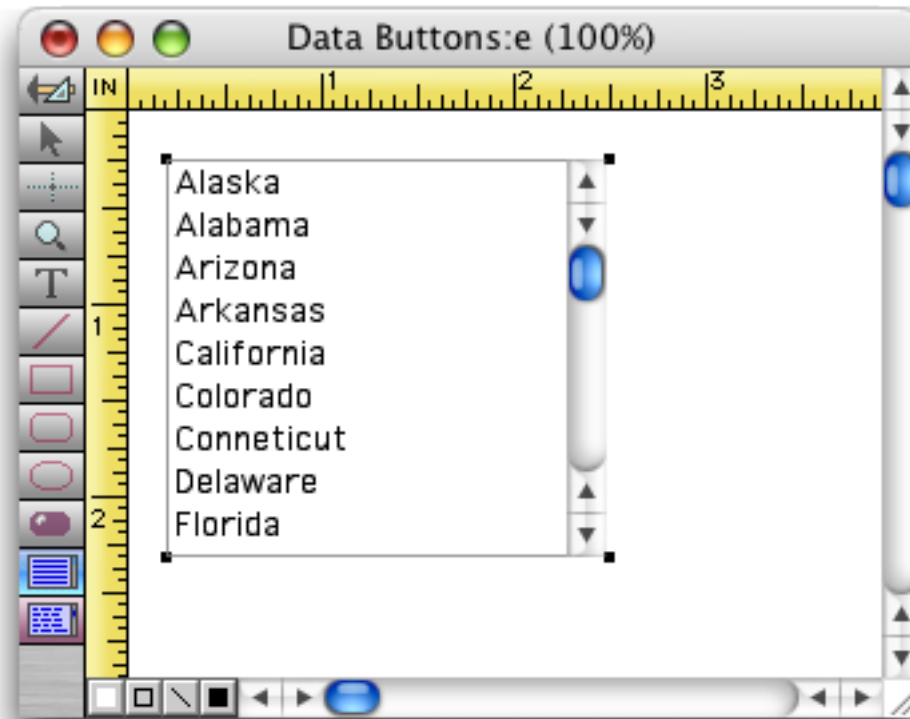 Data Buttons:e (100%)
IN 1 2 3
Alaska
Alabama
Arizona
Arkansas
California
Colorado
Conneticut
Delaware
Florida
T
1
2